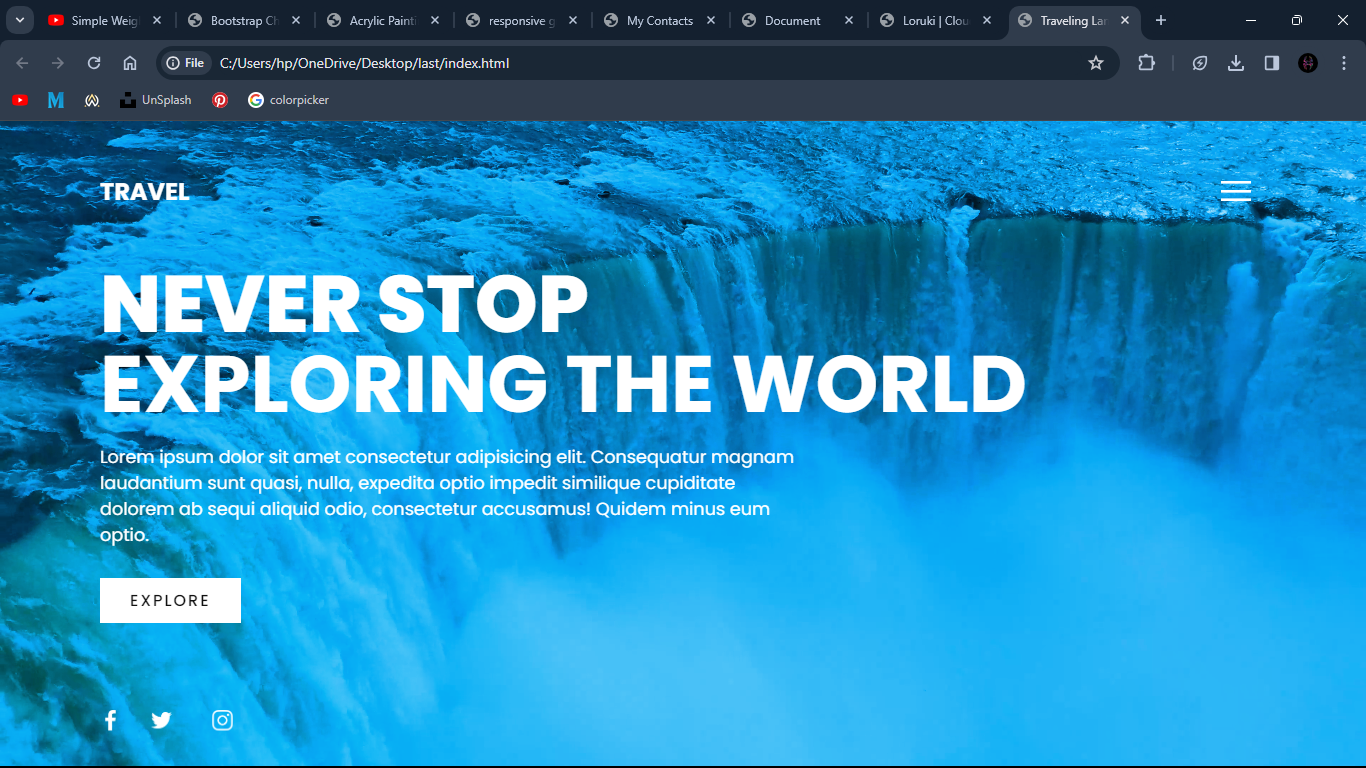 Simple Weig
Bootstrap Ch
Acrylic Painti
responsive g
My Contacts
Document
Loruki | Clou
Traveling Lan
File
C:/Users/hp/OneDrive/Desktop/last/index.html
UnSplash
colorpicker
TRAVEL
NEVER STOP
EXPLORING THE WORLD
Lorem ipsum dolor sit amet consectetur adipisicing elit. Consequatur magnam
laudantium sunt quasi, nulla, expedita optio impedit similique cupiditate
dolorem ab sequi aliquid odio, consectetur accusamus! Quidem minus eum
optio.
EXPLORE